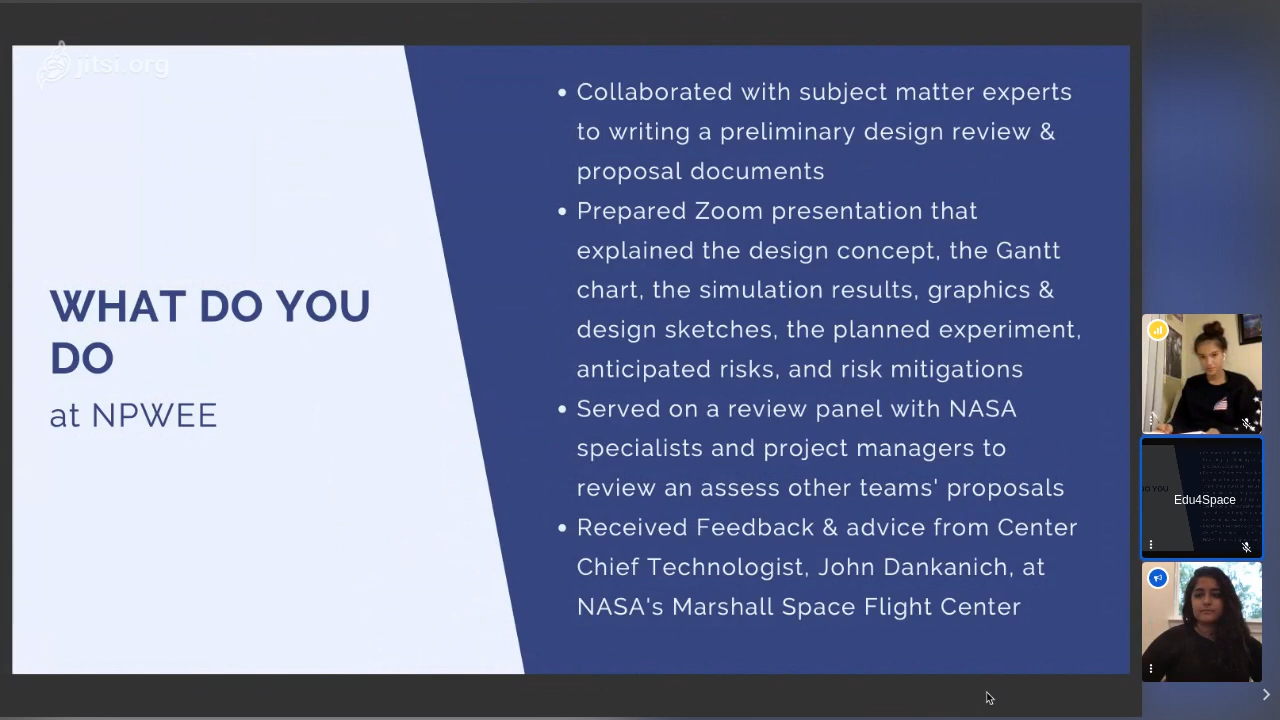 jitsi.org
WHAT DO YOU
DO
at NPWEE
• Collaborated with subject matter experts
to writing a preliminary design review &
proposal documents
• Prepared Zoom presentation that
explained the design concept, the Gantt
chart, the simulation results, graphics &
design sketches, the planned experiment,
anticipated risks, and risk mitigations
• Served on a review panel with NASA
specialists and project managers to
review an assess other teams' proposals
• Received Feedback & advice from Center
Chief Technologist, John Dankanich, at
NASA's Marshall Space Flight Center
Edu4Space